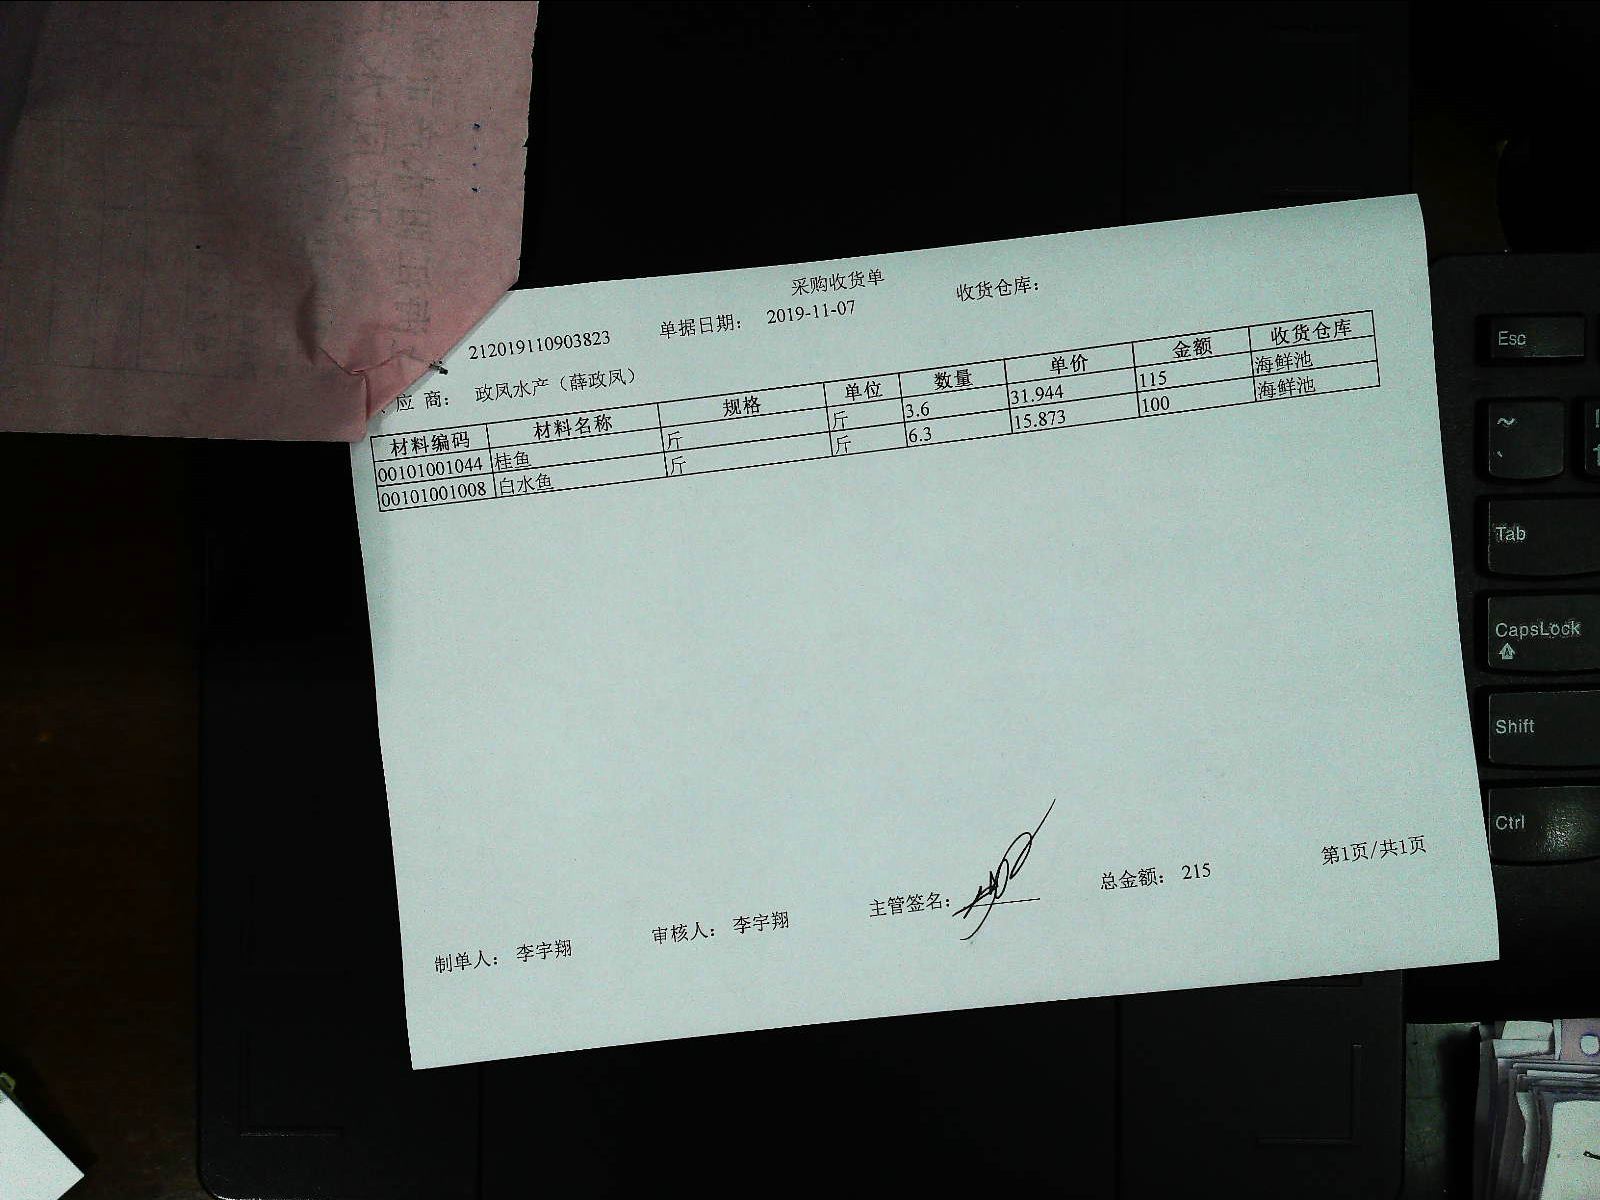 采购收货单
212019110903823 单据日期： 2019-11-07 收货仓库：
应 商： 政凤水产（薛政凤）
材料编码 材料名称 规格 单位 数量 单价 金额 收货仓库
00101001044 桂鱼 斤 斤 3.6 31.944 115 海鲜池
00101001008 白水鱼 斤 斤 6.3 15.873 100 海鲜池
制单人： 李宇翔 审核人： 李宇翔 主管签名： 总金额： 215 第1页/共1页
Esc
~
Tab
CapsLock
Shift
Ctrl